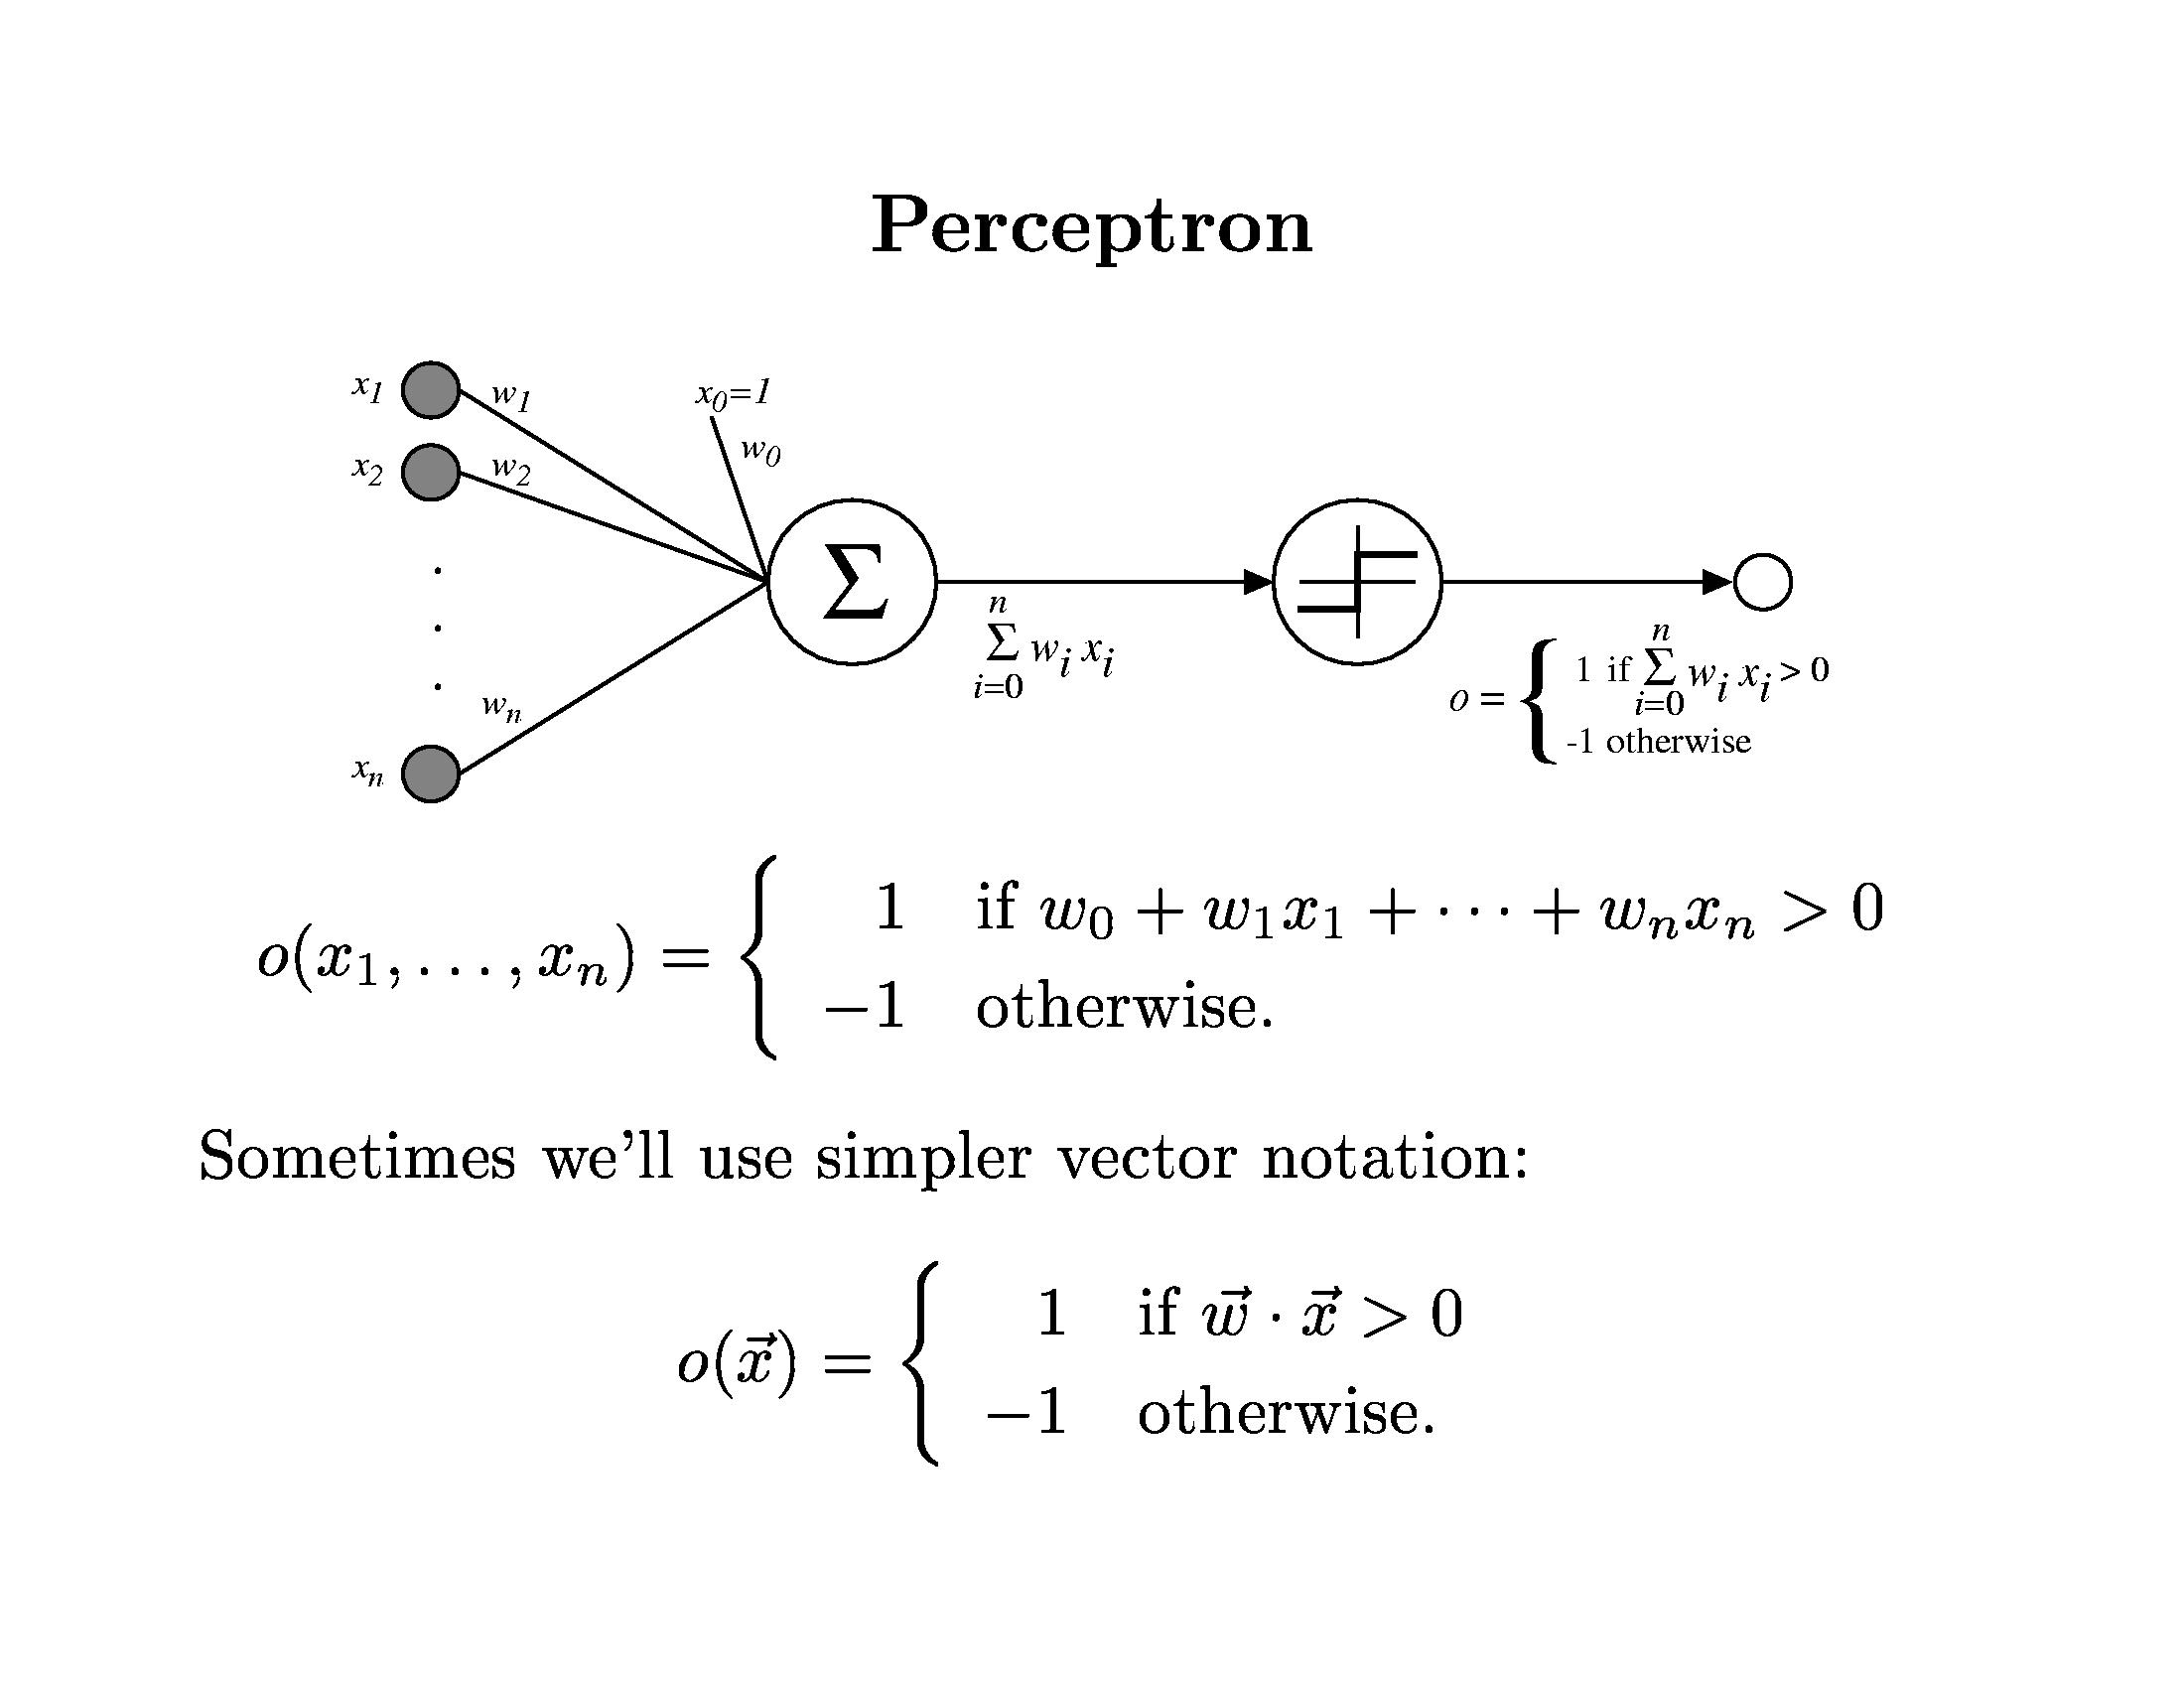 Perceptron
x₁ w₁ x₀=1
w₀
x₂ w₂
.
.
.
Σ
wₙ
xₙ
n
Σ wᵢ xᵢ
i=0
o = { 1 if Σⁿᵢ₌₀ wᵢ xᵢ > 0
-1 otherwise
o(x₁, . . . , xₙ) = { 1 if w₀ + w₁x₁ + · · · + wₙxₙ > 0
−1 otherwise.
Sometimes we'll use simpler vector notation:
o(x⃗) = { 1 if w⃗ · x⃗ > 0
−1 otherwise.